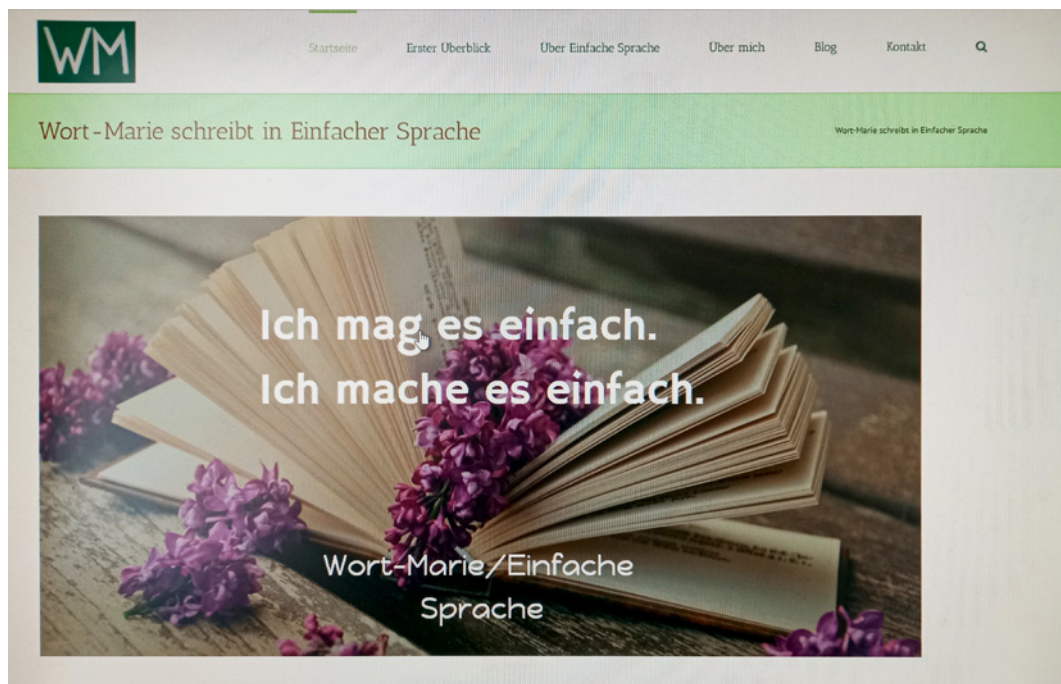 WM
Startseite Erster Überblick Über Einfache Sprache Über mich Blog Kontakt
Wort-Marie schreibt in Einfacher Sprache
Wort-Marie schreibt in Einfacher Sprache
Ich mag es einfach.
Ich mache es einfach.
Wort-Marie/Einfache
Sprache